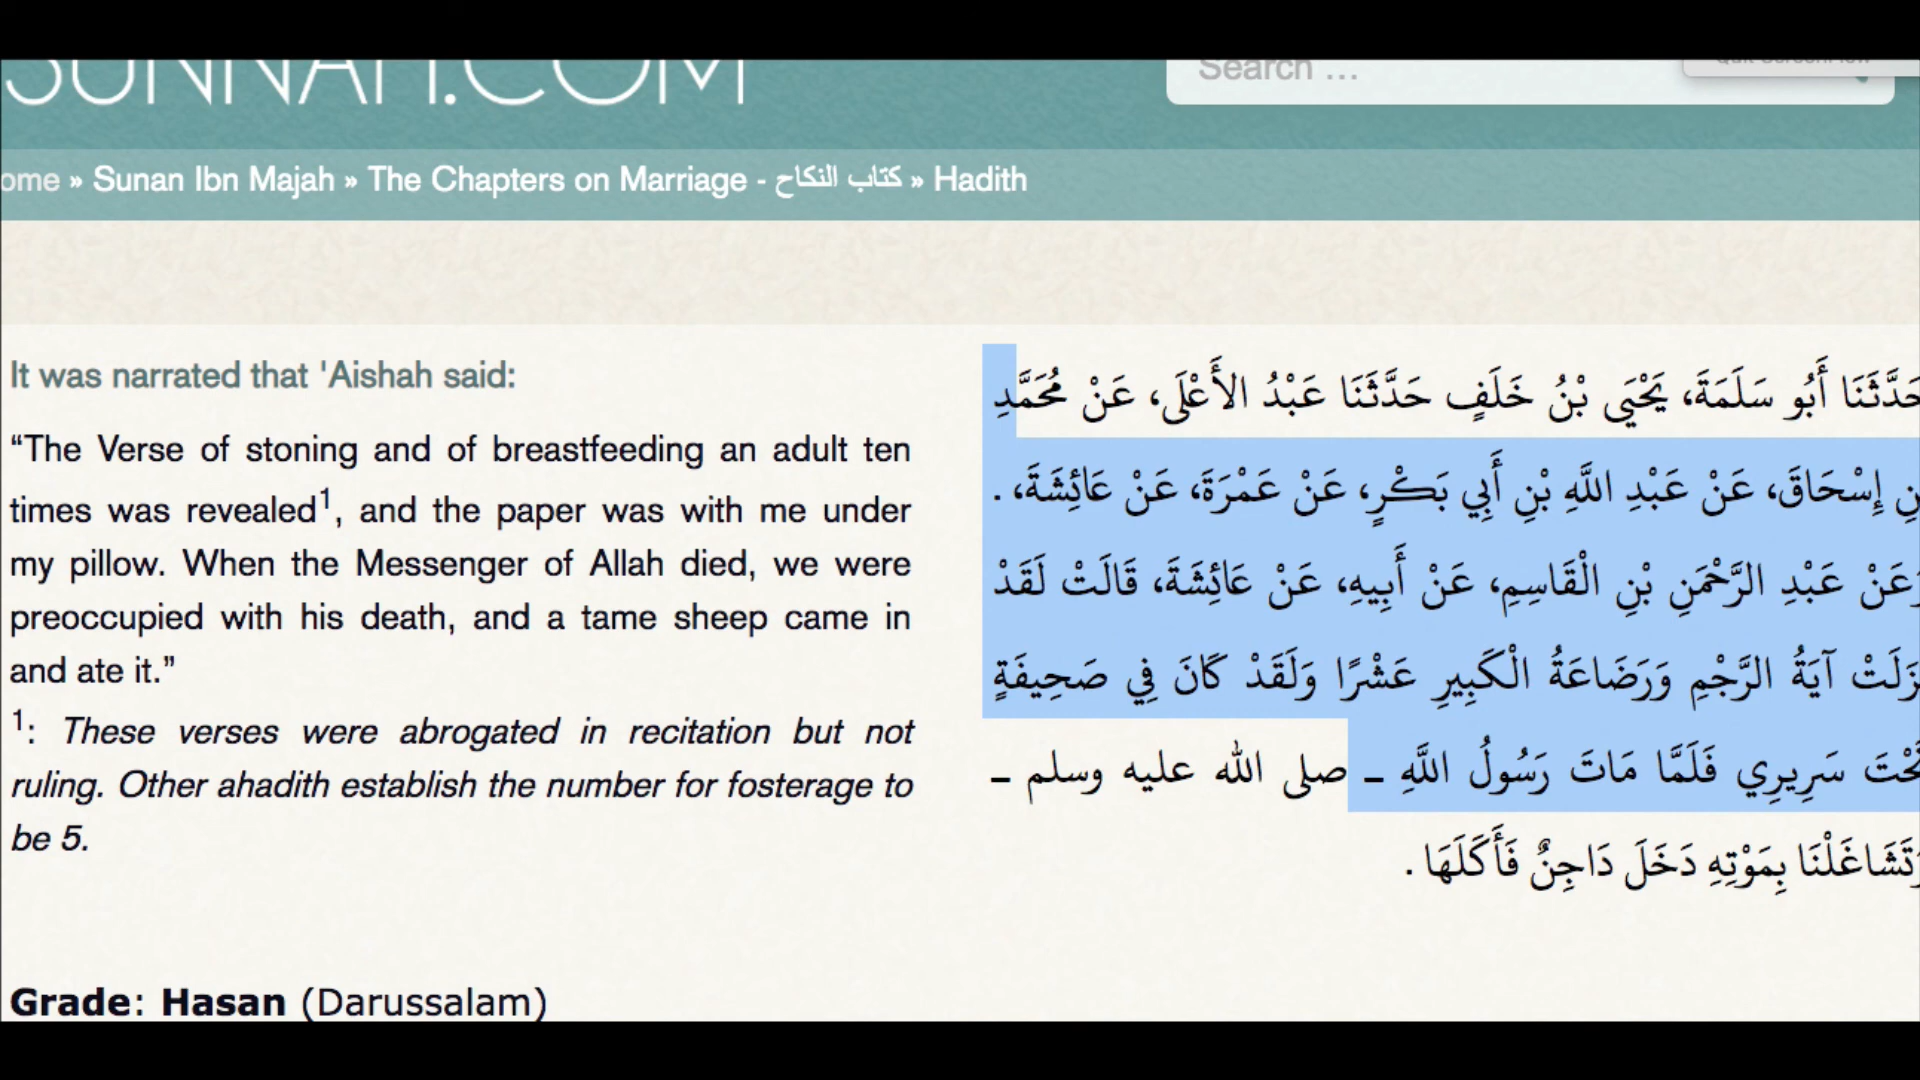 SUNNAH.COM
Search ...
ome » Sunan Ibn Majah » The Chapters on Marriage - كتاب النكاح » Hadith
It was narrated that 'Aishah said:
“The Verse of stoning and of breastfeeding an adult ten
times was revealed1, and the paper was with me under
my pillow. When the Messenger of Allah died, we were
preoccupied with his death, and a tame sheep came in
and ate it.”
1: These verses were abrogated in recitation but not
ruling. Other ahadith establish the number for fosterage to
be 5.
Grade: Hasan (Darussalam)
حَدَّثَنَا أَبُو سَلَمَةَ، يَحْيَى بْنُ خَلَفٍ حَدَّثَنَا عَبْدُ الأَعْلَى، عَنْ مُحَمَّدِ
نِ إِسْحَاقَ، عَنْ عَبْدِ اللَّهِ بْنِ أَبِي بَكْرٍ، عَنْ عَمْرَةَ، عَنْ عَائِشَةَ، .
وَعَنْ عَبْدِ الرَّحْمَنِ بْنِ الْقَاسِمِ، عَنْ أَبِيهِ، عَنْ عَائِشَةَ، قَالَتْ لَقَدْ
نَزَلَتْ آيَةُ الرَّجْمِ وَرَضَاعَةُ الْكَبِيرِ عَشْرًا وَلَقَدْ كَانَ فِي صَحِيفَةٍ
تَحْتَ سَرِيرِي فَلَمَّا مَاتَ رَسُولُ اللَّهِ ـ صلى الله عليه وسلم ـ
وَتَشَاغَلْنَا بِمَوْتِهِ دَخَلَ دَاجِنٌ فَأَكَلَهَا .